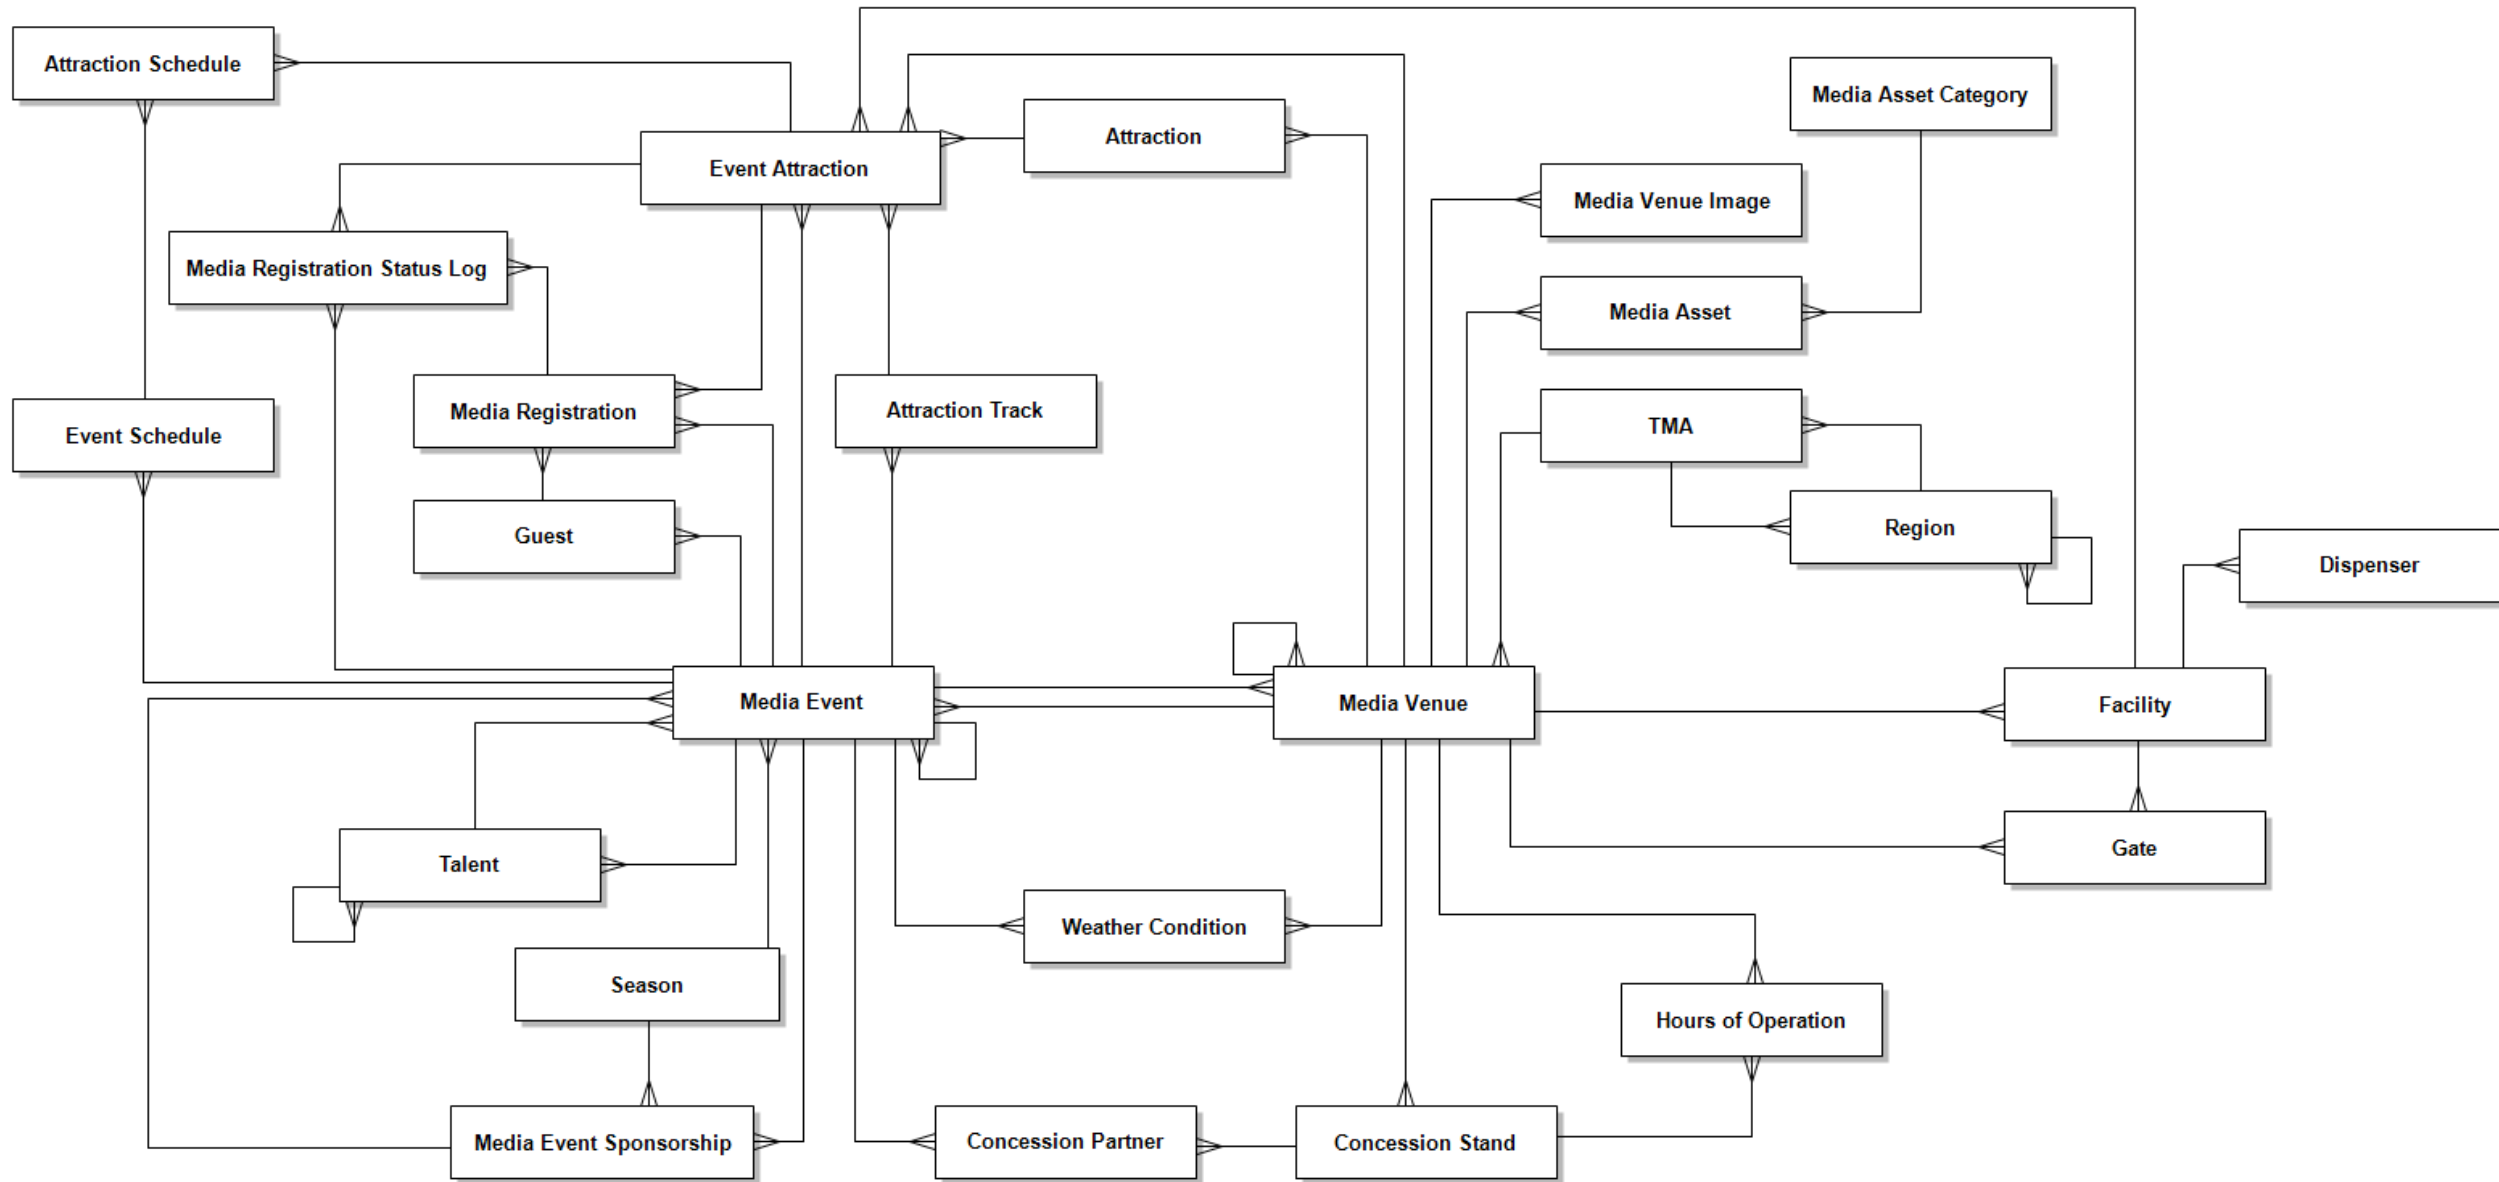 Attraction Schedule
Media Asset Category
Attraction
Event Attraction
Media Venue Image
Media Registration Status Log
Media Asset
Media Registration
Attraction Track
TMA
Event Schedule
Guest
Region
Dispenser
Media Event
Media Venue
Facility
Talent
Gate
Weather Condition
Season
Hours of Operation
Media Event Sponsorship
Concession Partner
Concession Stand